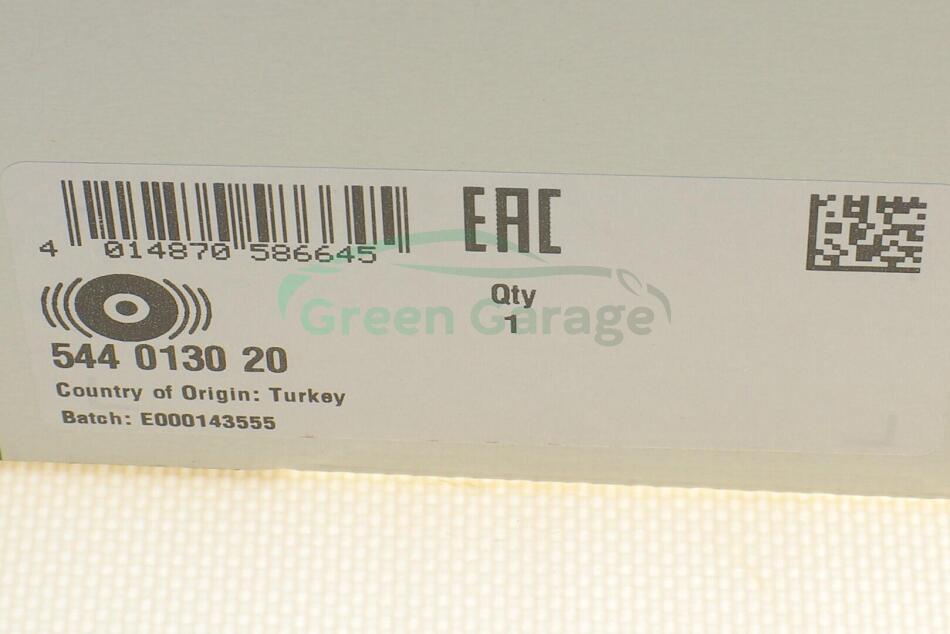 EAC
4 014870 586645
Qty
1
Green Garage
544 0130 20
Country of Origin: Turkey
Batch: E000143555